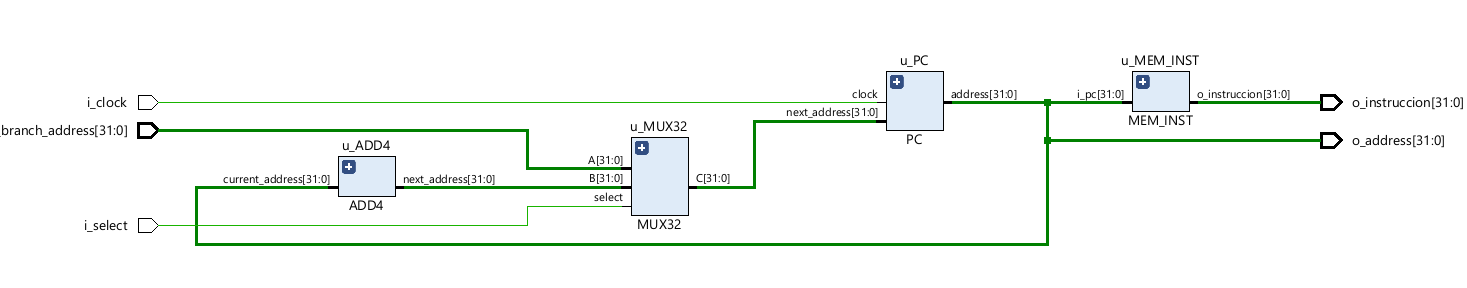 u_PC
u_MEM_INST
i_clock
clock
address[31:0]
i_pc[31:0]
o_instruccion[31:0]
o_instruccion[31:0]
next_address[31:0]
PC
MEM_INST
_branch_address[31:0]
u_MUX32
o_address[31:0]
u_ADD4
A[31:0]
current_address[31:0]
next_address[31:0]
B[31:0]
C[31:0]
select
ADD4
i_select
MUX32